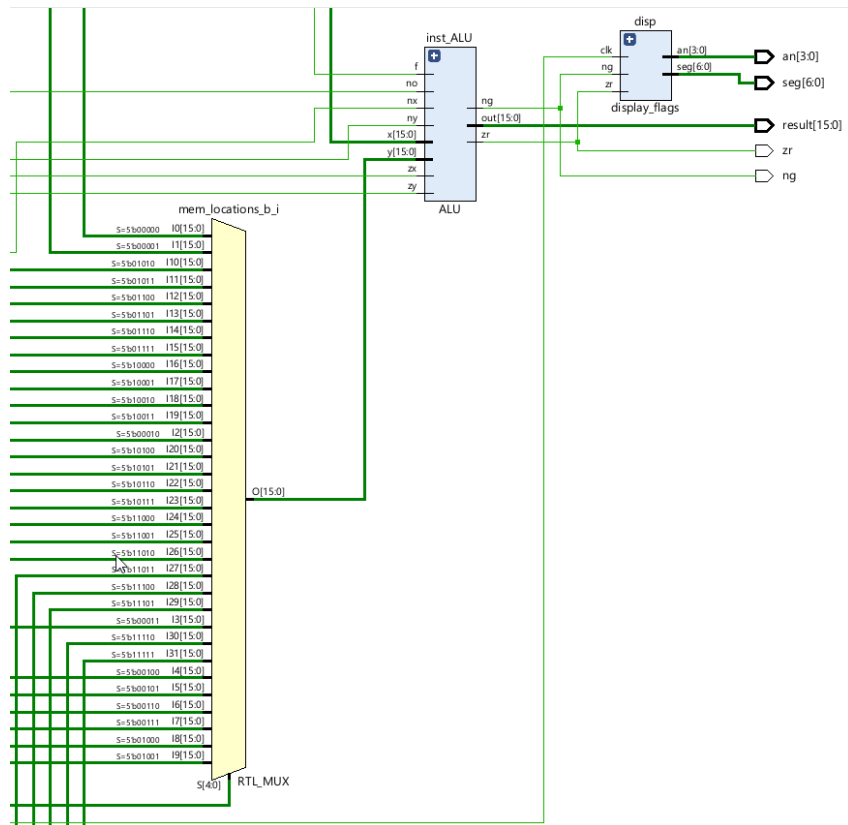 disp
inst_ALU
clk
an[3:0]
an[3:0]
ng
seg[6:0]
seg[6:0]
zr
display_flags
f
no
nx
ny
x[15:0]
y[15:0]
zx
zy
ng
out[15:0]
zr
ALU
result[15:0]
zr
ng
mem_locations_b_i
S=5'b00000 I0[15:0]
S=5'b00001 I1[15:0]
S=5'b01010 I10[15:0]
S=5'b01011 I11[15:0]
S=5'b01100 I12[15:0]
S=5'b01101 I13[15:0]
S=5'b01110 I14[15:0]
S=5'b01111 I15[15:0]
S=5'b10000 I16[15:0]
S=5'b10001 I17[15:0]
S=5'b10010 I18[15:0]
S=5'b10011 I19[15:0]
S=5'b00010 I2[15:0]
S=5'b10100 I20[15:0]
S=5'b10101 I21[15:0]
S=5'b10110 I22[15:0]
S=5'b10111 I23[15:0]
S=5'b11000 I24[15:0]
S=5'b11001 I25[15:0]
S=5'b11010 I26[15:0]
S=5'b11011 I27[15:0]
S=5'b11100 I28[15:0]
S=5'b11101 I29[15:0]
S=5'b00011 I3[15:0]
S=5'b11110 I30[15:0]
S=5'b11111 I31[15:0]
S=5'b00100 I4[15:0]
S=5'b00101 I5[15:0]
S=5'b00110 I6[15:0]
S=5'b00111 I7[15:0]
S=5'b01000 I8[15:0]
S=5'b01001 I9[15:0]
O[15:0]
S[4:0]
RTL_MUX